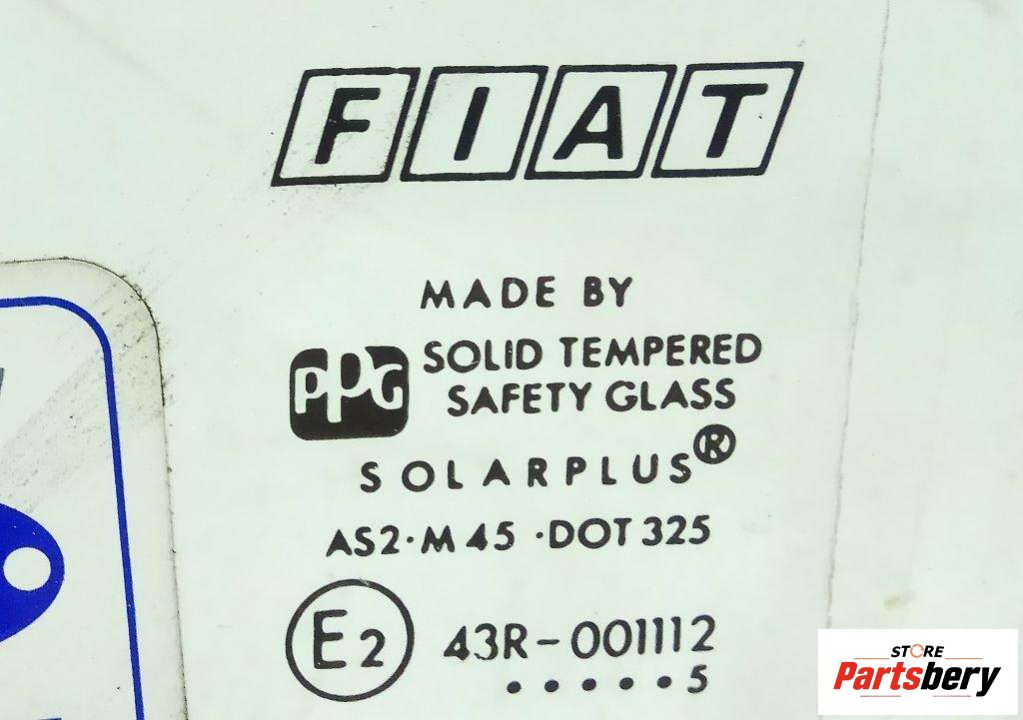 FIAT
MADE BY
PPG SOLID TEMPERED
SAFETY GLASS
SOLARPLUS®
AS2·M45 ·DOT 325
E2 43R-001112
•••••5
STORE
Partsbery